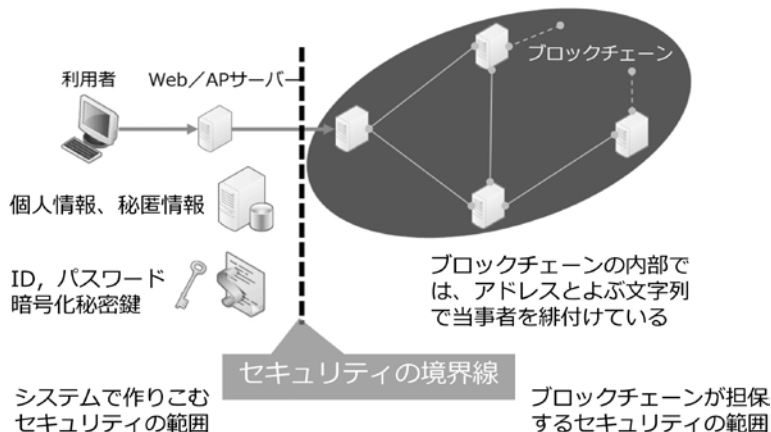 ブロックチェーン
利用者
Web／APサーバー
個人情報、秘匿情報
ID，パスワード
暗号化秘密鍵
ブロックチェーンの内部で
は、アドレスとよぶ文字列
で当事者を緋付けている
セキュリティの境界線
システムで作りこむ
セキュリティの範囲
ブロックチェーンが担保
するセキュリティの範囲